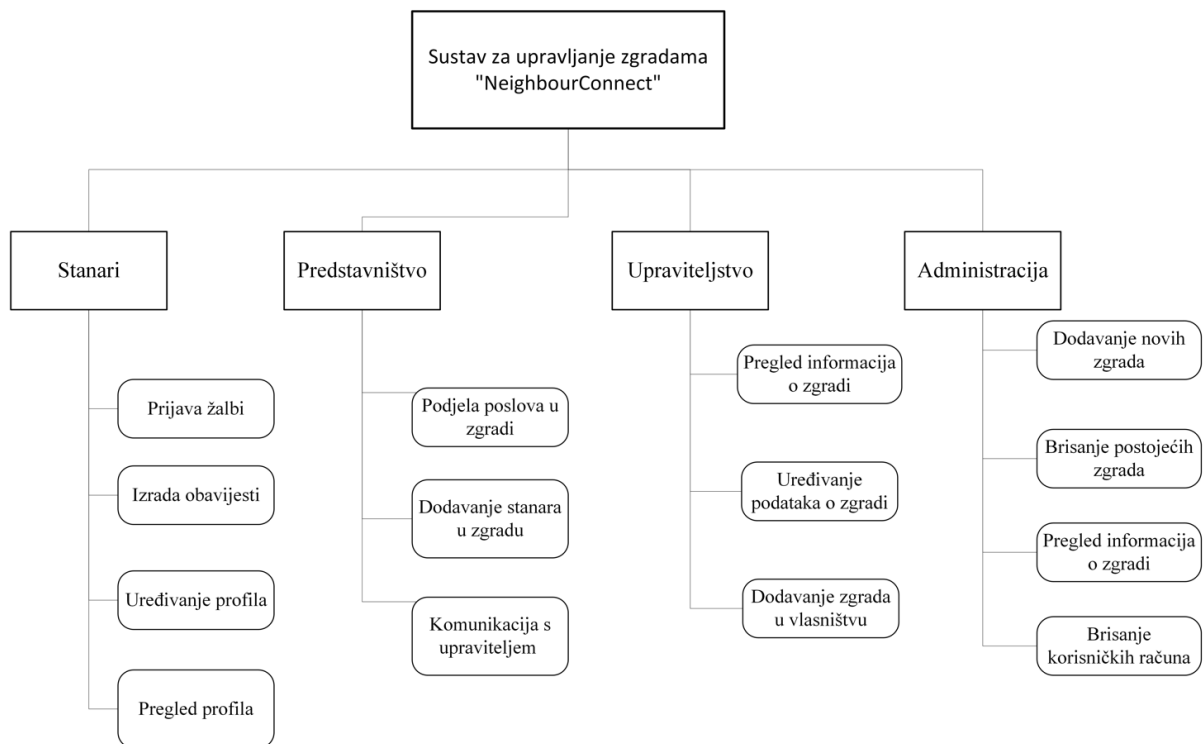 Sustav za upravljanje zgradama
"NeighbourConnect"
Stanari
Prijava žalbi
Izrada obavijesti
Uređivanje profila
Pregled profila
Predstavništvo
Podjela poslova u
zgradi
Dodavanje stanara
u zgradu
Komunikacija s
upraviteljem
Upraviteljstvo
Pregled informacija
o zgradi
Uređivanje
podataka o zgradi
Dodavanje zgrada
u vlasništvu
Administracija
Dodavanje novih
zgrada
Brisanje postojećih
zgrada
Pregled informacija
o zgradi
Brisanje
korisničkih računa